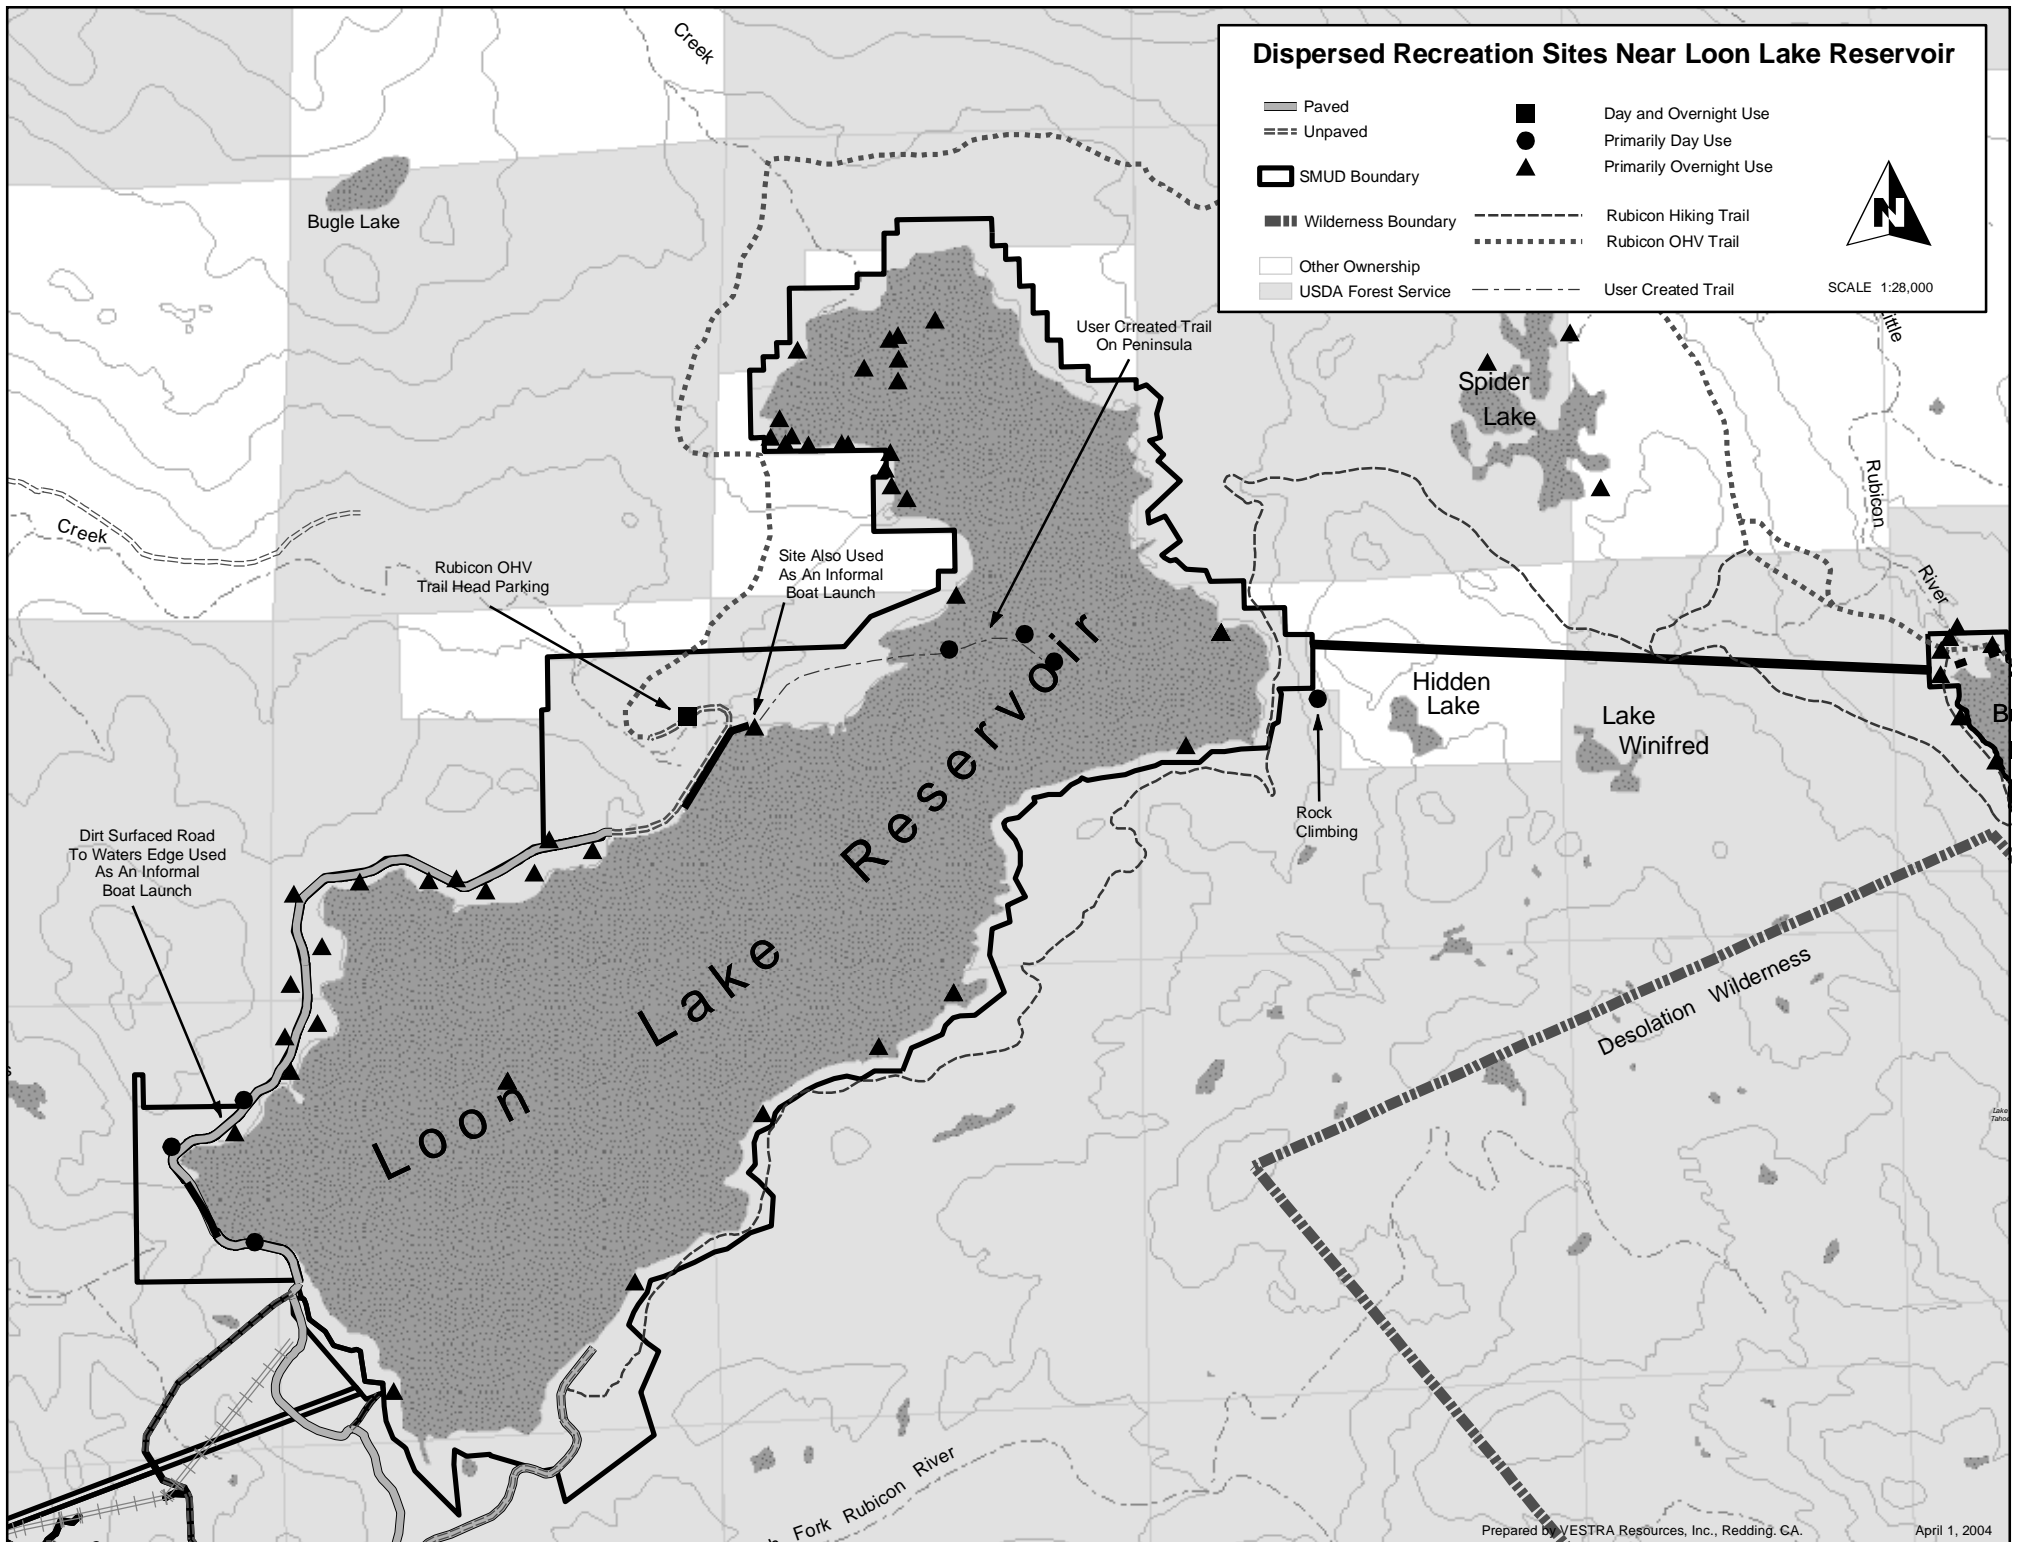 Dispersed Recreation Sites Near Loon Lake Reservoir
Paved
Unpaved
SMUD Boundary
Wilderness Boundary
Other Ownership
USDA Forest Service
Day and Overnight Use
Primarily Day Use
Primarily Overnight Use
Rubicon Hiking Trail
Rubicon OHV Trail
User Created Trail
N
SCALE 1:28,000
Creek
Bugle Lake
User Crreated Trail
On Peninsula
Spider
Lake
Rubicon
River
Creek
Rubicon OHV
Trail Head Parking
Site Also Used
As An Informal
Boat Launch
Hidden
Lake
Lake
Winifred
B
Rock
Climbing
Dirt Surfaced Road
To Waters Edge Used
As An Informal
Boat Launch
Loon Lake Reservoir
Desolation Wilderness
Lake
Fork Rubicon River
Prepared by VESTRA Resources, Inc., Redding. CA.
April 1, 2004